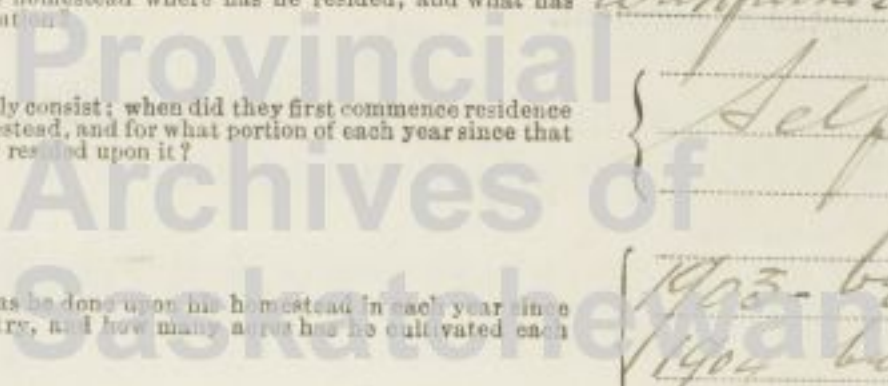 homestead where has he resided, and what has
ation?
ly consist; when did they first commence residence
estead, and for what portion of each year since that
resided upon it?
Self
as he done upon his homestead in each year since
try, and how many acres has he cultivated each
1903 -
1904
Provincial
Archives of
Saskatchewan